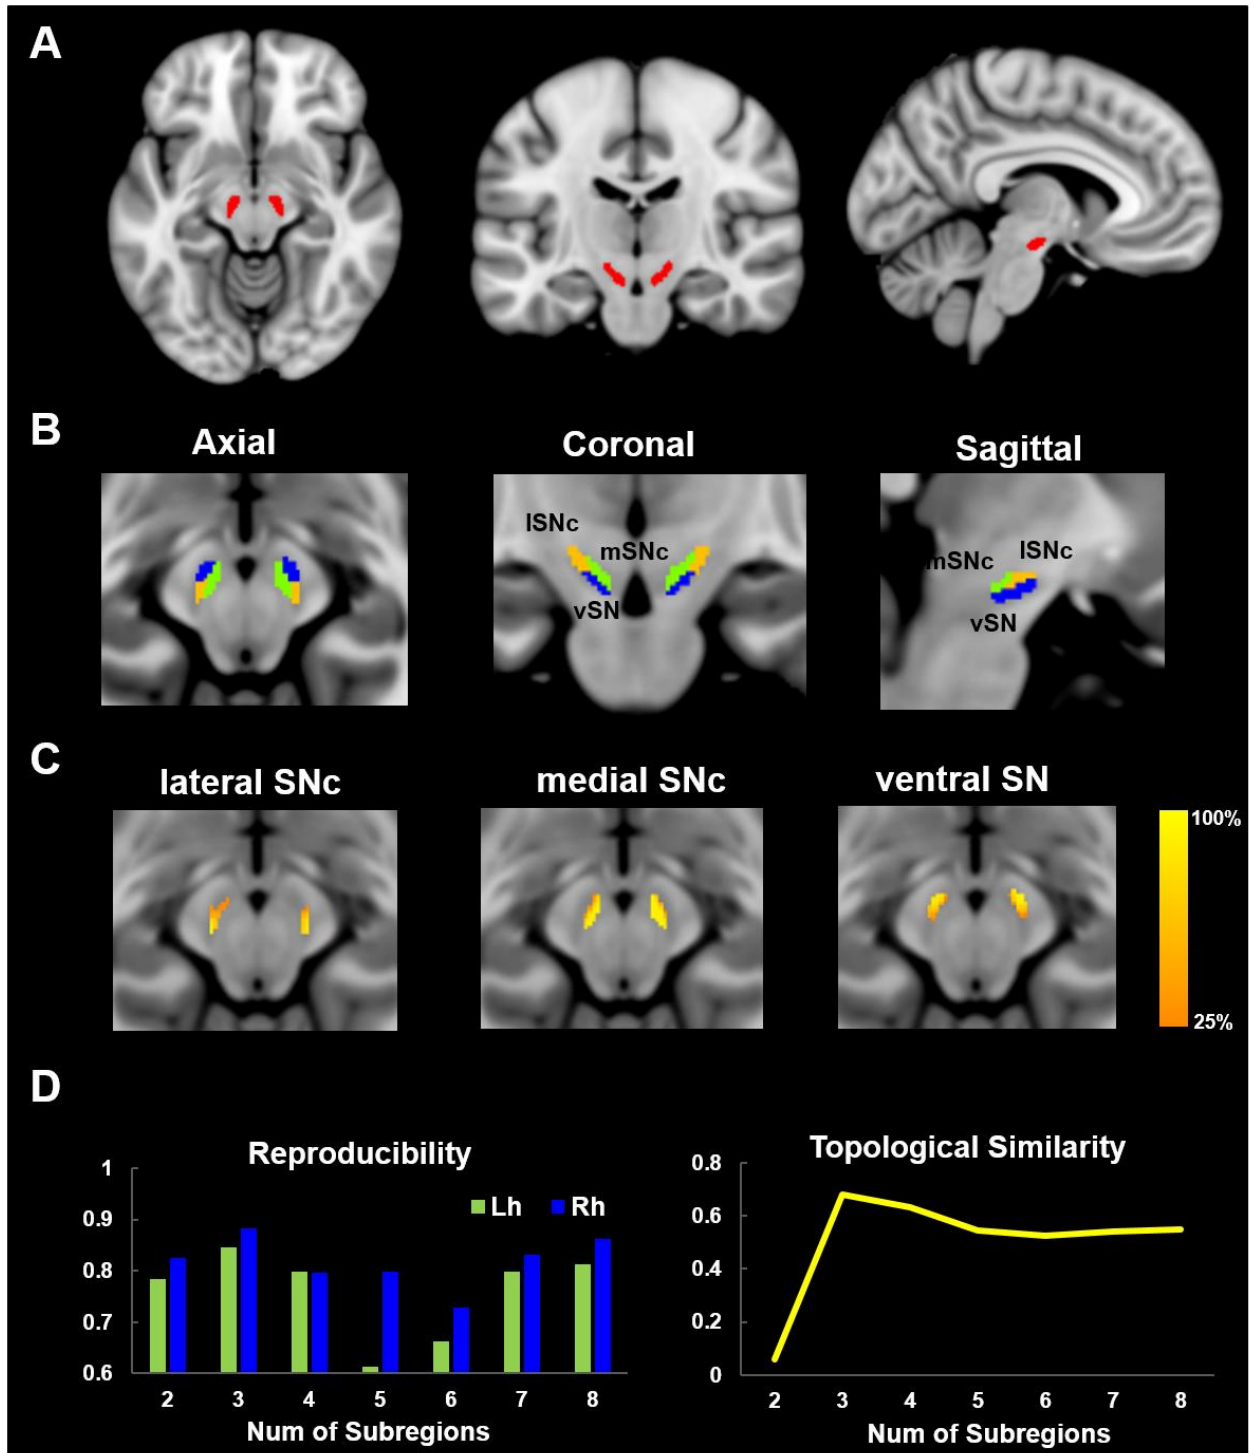 A
B
Axial
Coronal
Sagittal
lSNc
mSNc
vSN
mSNc
lSNc
vSN
C
lateral SNc
medial SNc
ventral SN
100%
25%
D
Reproducibility
Lh
Rh
1
0.9
0.8
0.7
0.6
2 3 4 5 6 7 8
Num of Subregions
Topological Similarity
0.8
0.6
0.4
0.2
0
2 3 4 5 6 7 8
Num of Subregions